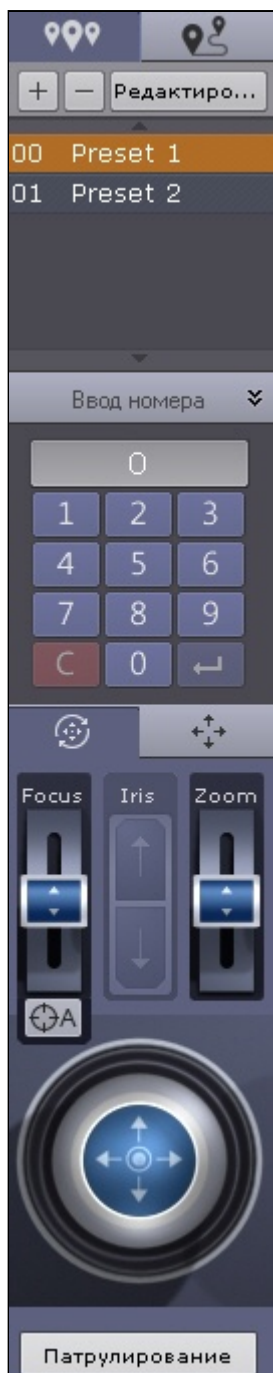 + − Редактиро...
00 Preset 1
01 Preset 2
Ввод номера
0
1 2 3
4 5 6
7 8 9
C 0
Focus Iris Zoom
A
Патрулирование